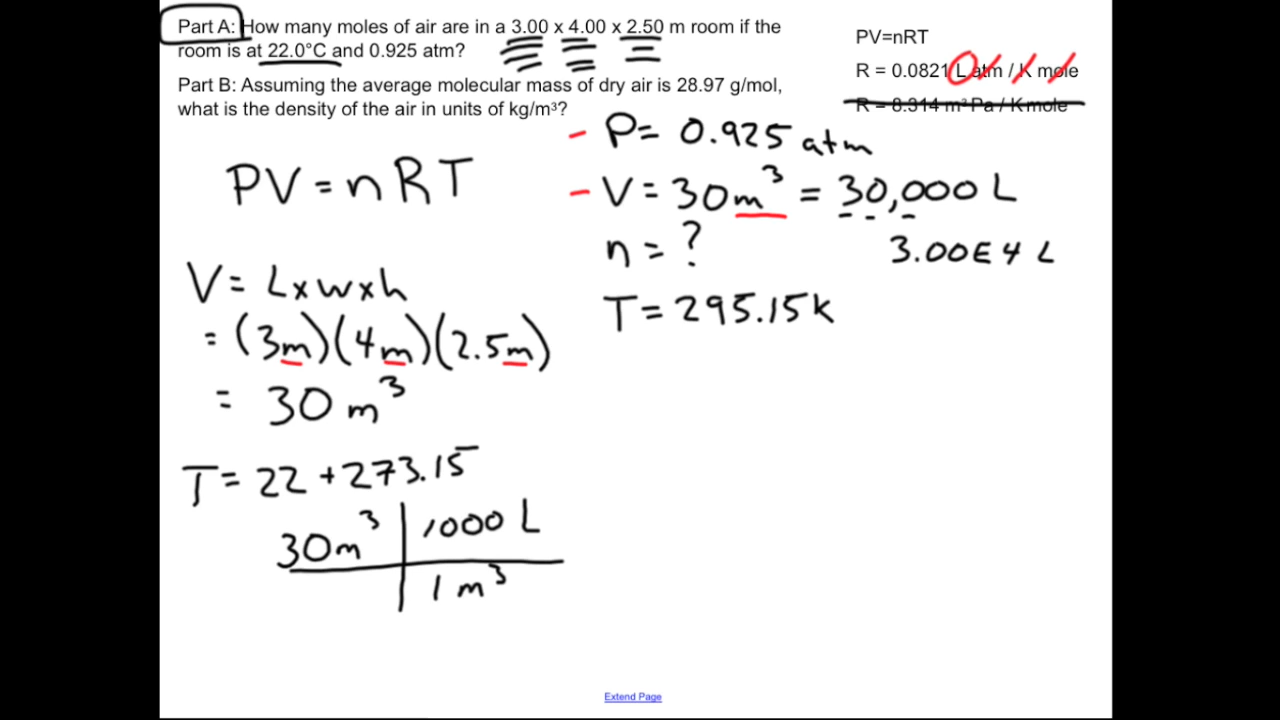 Part A: How many moles of air are in a 3.00 x 4.00 x 2.50 m room if the
room is at 22.0°C and 0.925 atm?
Part B: Assuming the average molecular mass of dry air is 28.97 g/mol,
what is the density of the air in units of kg/m³?
PV=nRT
R = 0.0821 L atm / K mole
R = 8.314 m³ Pa / K mole
PV = nRT
V = L x w x h
= (3m)(4m)(2.5m)
= 30 m³
T = 22 + 273.15
30m³ | 1000 L
1 m³
- P = 0.925 atm
- V = 30m³ = 30,000 L
n = ?
3.00E4 L
T = 295.15K
Extend Page